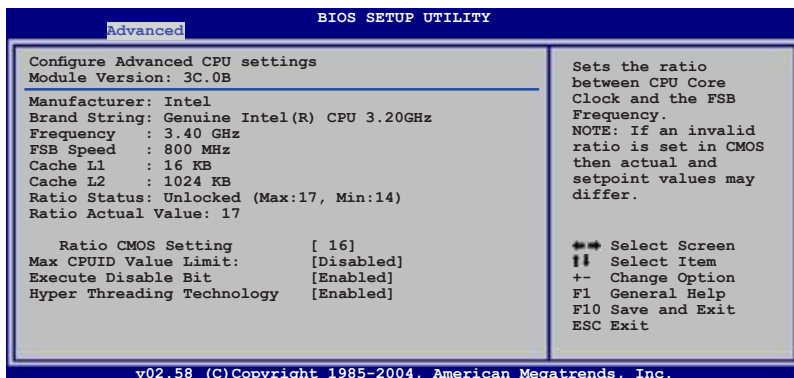 BIOS SETUP UTILITY
Advanced
Configure Advanced CPU settings
Module Version: 3C.0B
Manufacturer: Intel
Brand String: Genuine Intel(R) CPU 3.20GHz
Frequency : 3.40 GHz
FSB Speed : 800 MHz
Cache L1 : 16 KB
Cache L2 : 1024 KB
Ratio Status: Unlocked (Max:17, Min:14)
Ratio Actual Value: 17
Ratio CMOS Setting [ 16]
Max CPUID Value Limit: [Disabled]
Execute Disable Bit [Enabled]
Hyper Threading Technology [Enabled]
Sets the ratio
between CPU Core
Clock and the FSB
Frequency.
NOTE: If an invalid
ratio is set in CMOS
then actual and
setpoint values may
differ.
Select Screen
Select Item
+- Change Option
F1 General Help
F10 Save and Exit
ESC Exit
v02.58 (C)Copyright 1985-2004, American Megatrends, Inc.